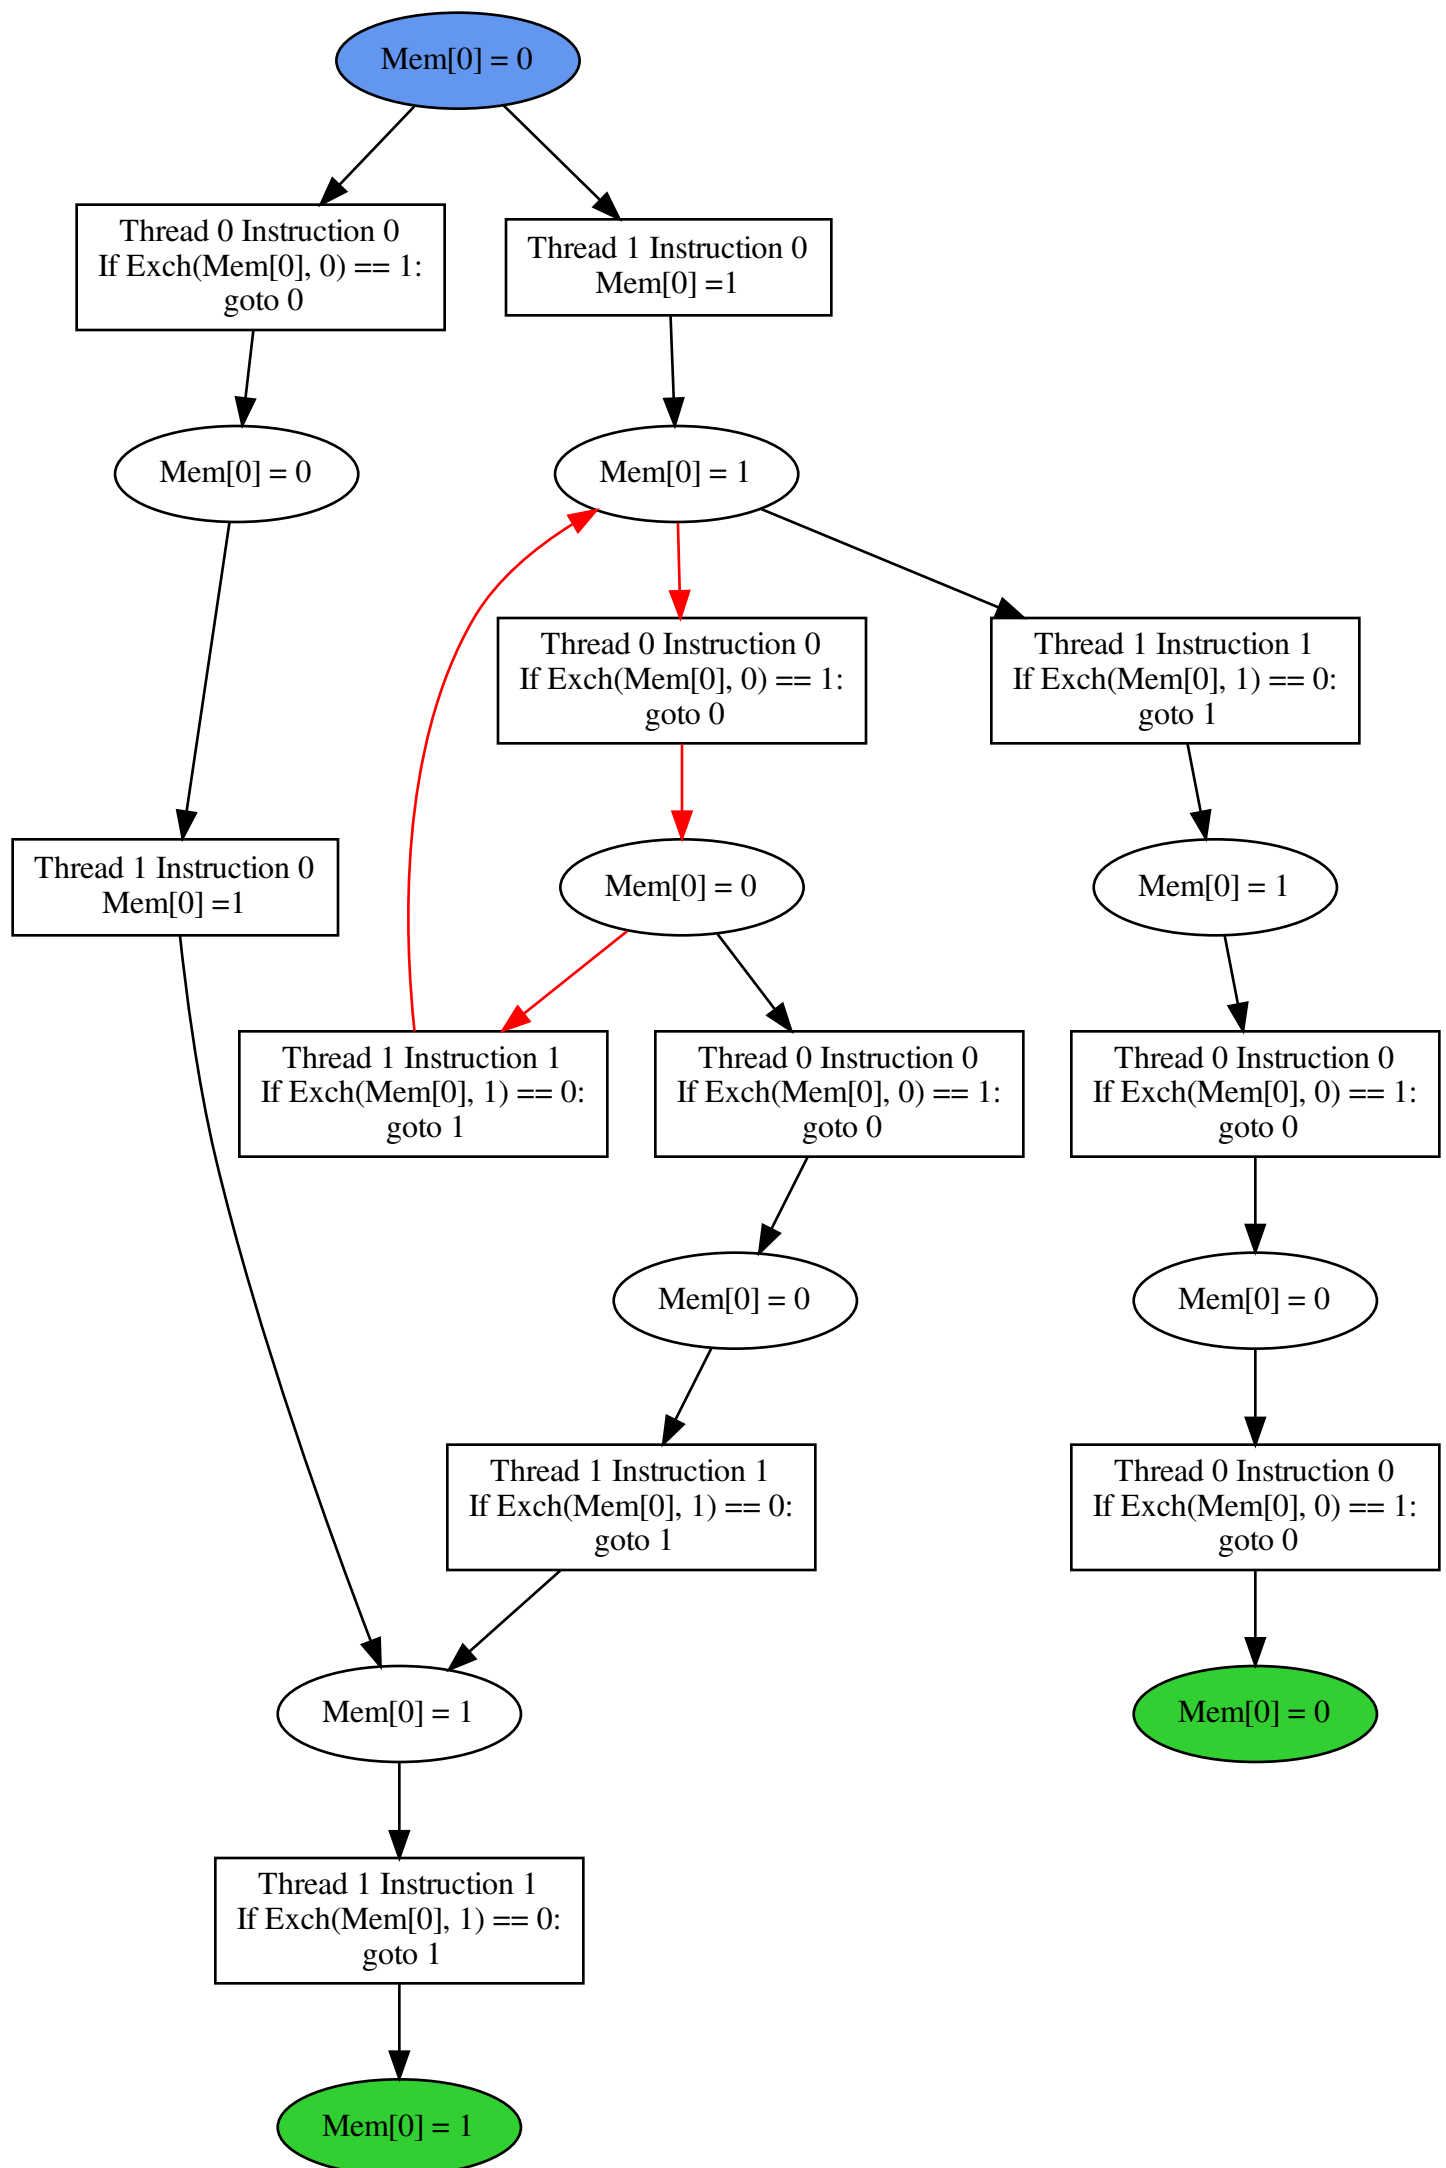 Mem[0] = 0
Thread 0 Instruction 0
If Exch(Mem[0], 0) == 1:
goto 0
Thread 1 Instruction 0
Mem[0] =1
Mem[0] = 0
Mem[0] = 1
Thread 0 Instruction 0
If Exch(Mem[0], 0) == 1:
goto 0
Thread 1 Instruction 1
If Exch(Mem[0], 1) == 0:
goto 1
Thread 1 Instruction 0
Mem[0] =1
Mem[0] = 0
Mem[0] = 1
Thread 1 Instruction 1
If Exch(Mem[0], 1) == 0:
goto 1
Thread 0 Instruction 0
If Exch(Mem[0], 0) == 1:
goto 0
Thread 0 Instruction 0
If Exch(Mem[0], 0) == 1:
goto 0
Mem[0] = 0
Mem[0] = 0
Thread 1 Instruction 1
If Exch(Mem[0], 1) == 0:
goto 1
Thread 0 Instruction 0
If Exch(Mem[0], 0) == 1:
goto 0
Mem[0] = 1
Mem[0] = 0
Thread 1 Instruction 1
If Exch(Mem[0], 1) == 0:
goto 1
Mem[0] = 1